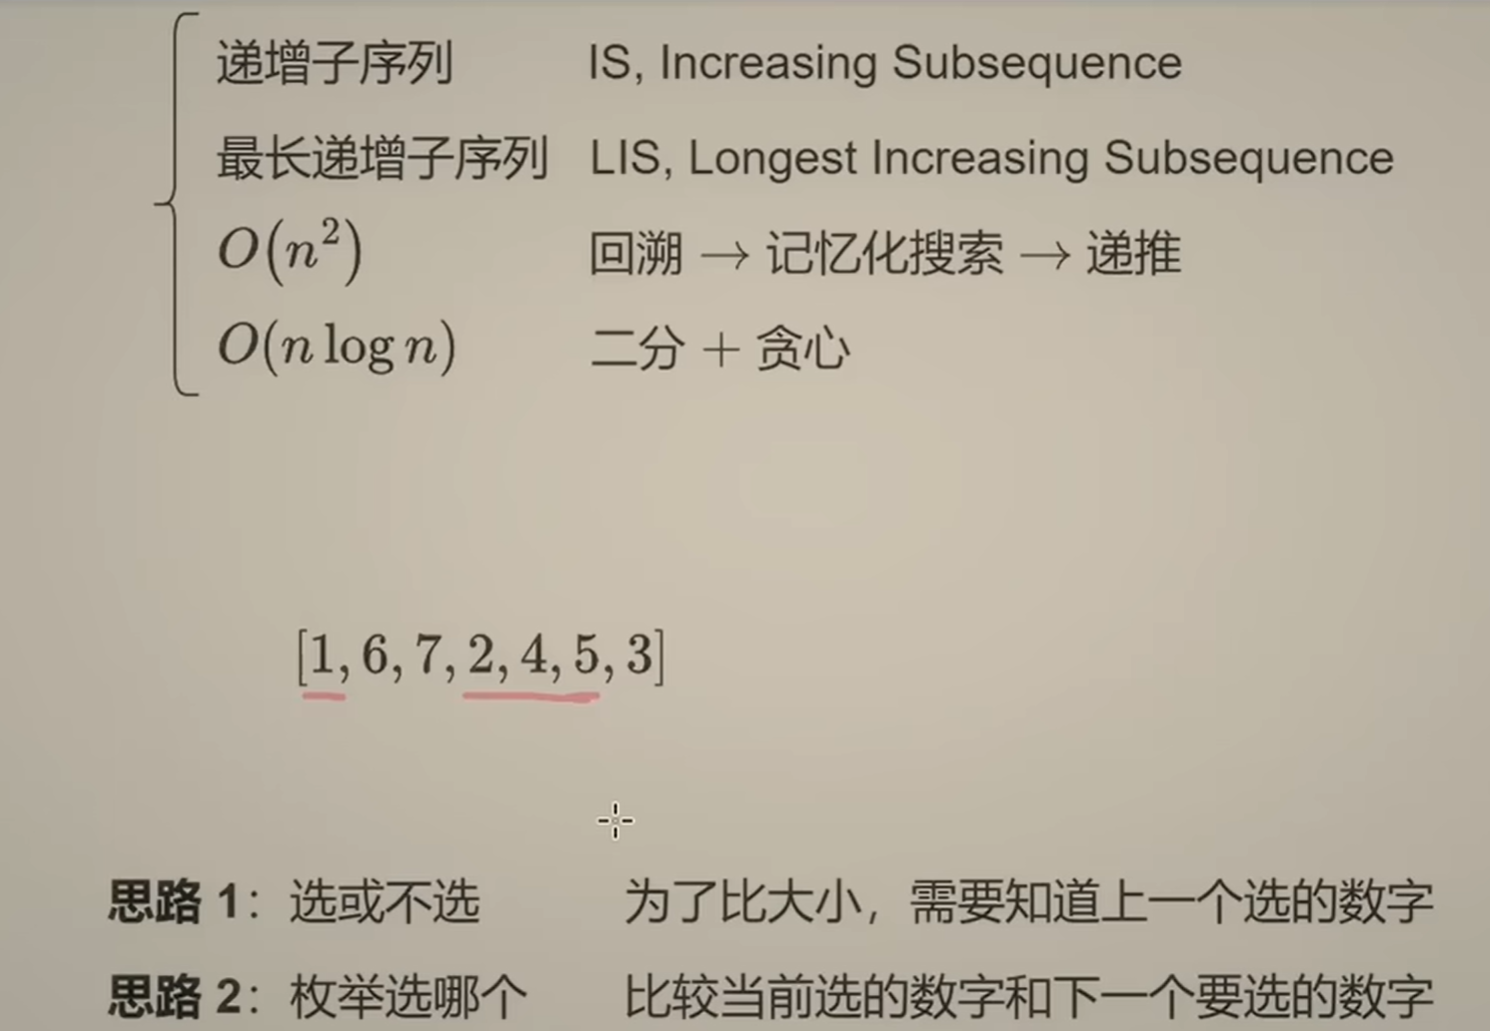 递增子序列 IS, Increasing Subsequence
最长递增子序列 LIS, Longest Increasing Subsequence
O(n²) 回溯 → 记忆化搜索 → 递推
O(n log n) 二分 + 贪心
[1, 6, 7, 2, 4, 5, 3]
思路 1：选或不选 为了比大小，需要知道上一个选的数字
思路 2：枚举选哪个 比较当前选的数字和下一个要选的数字